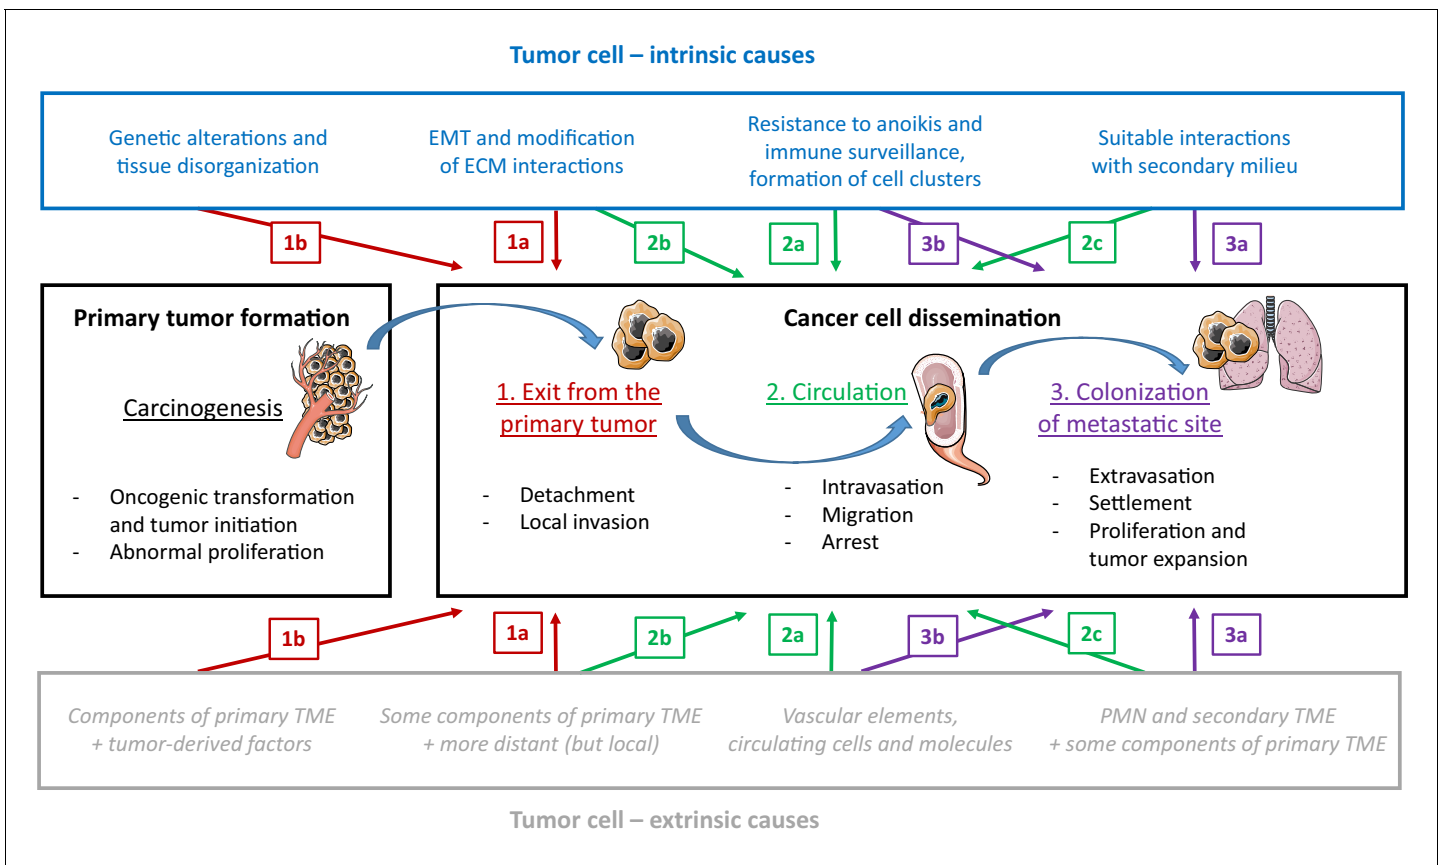 Tumor cell – intrinsic causes
Genetic alterations and
tissue disorganization
EMT and modification
of ECM interactions
Resistance to anoikis and
immune surveillance,
formation of cell clusters
Suitable interactions
with secondary milieu
1b
1a
2b
2a
3b
2c
3a
Primary tumor formation
Carcinogenesis
- Oncogenic transformation
and tumor initiation
- Abnormal proliferation
Cancer cell dissemination
1. Exit from the
primary tumor
- Detachment
- Local invasion
2. Circulation
- Intravasation
- Migration
- Arrest
3. Colonization
of metastatic site
- Extravasation
- Settlement
- Proliferation and
tumor expansion
1b
1a
2b
2a
3b
2c
3a
Components of primary TME
+ tumor-derived factors
Some components of primary TME
+ more distant (but local)
Vascular elements,
circulating cells and molecules
PMN and secondary TME
+ some components of primary TME
Tumor cell – extrinsic causes